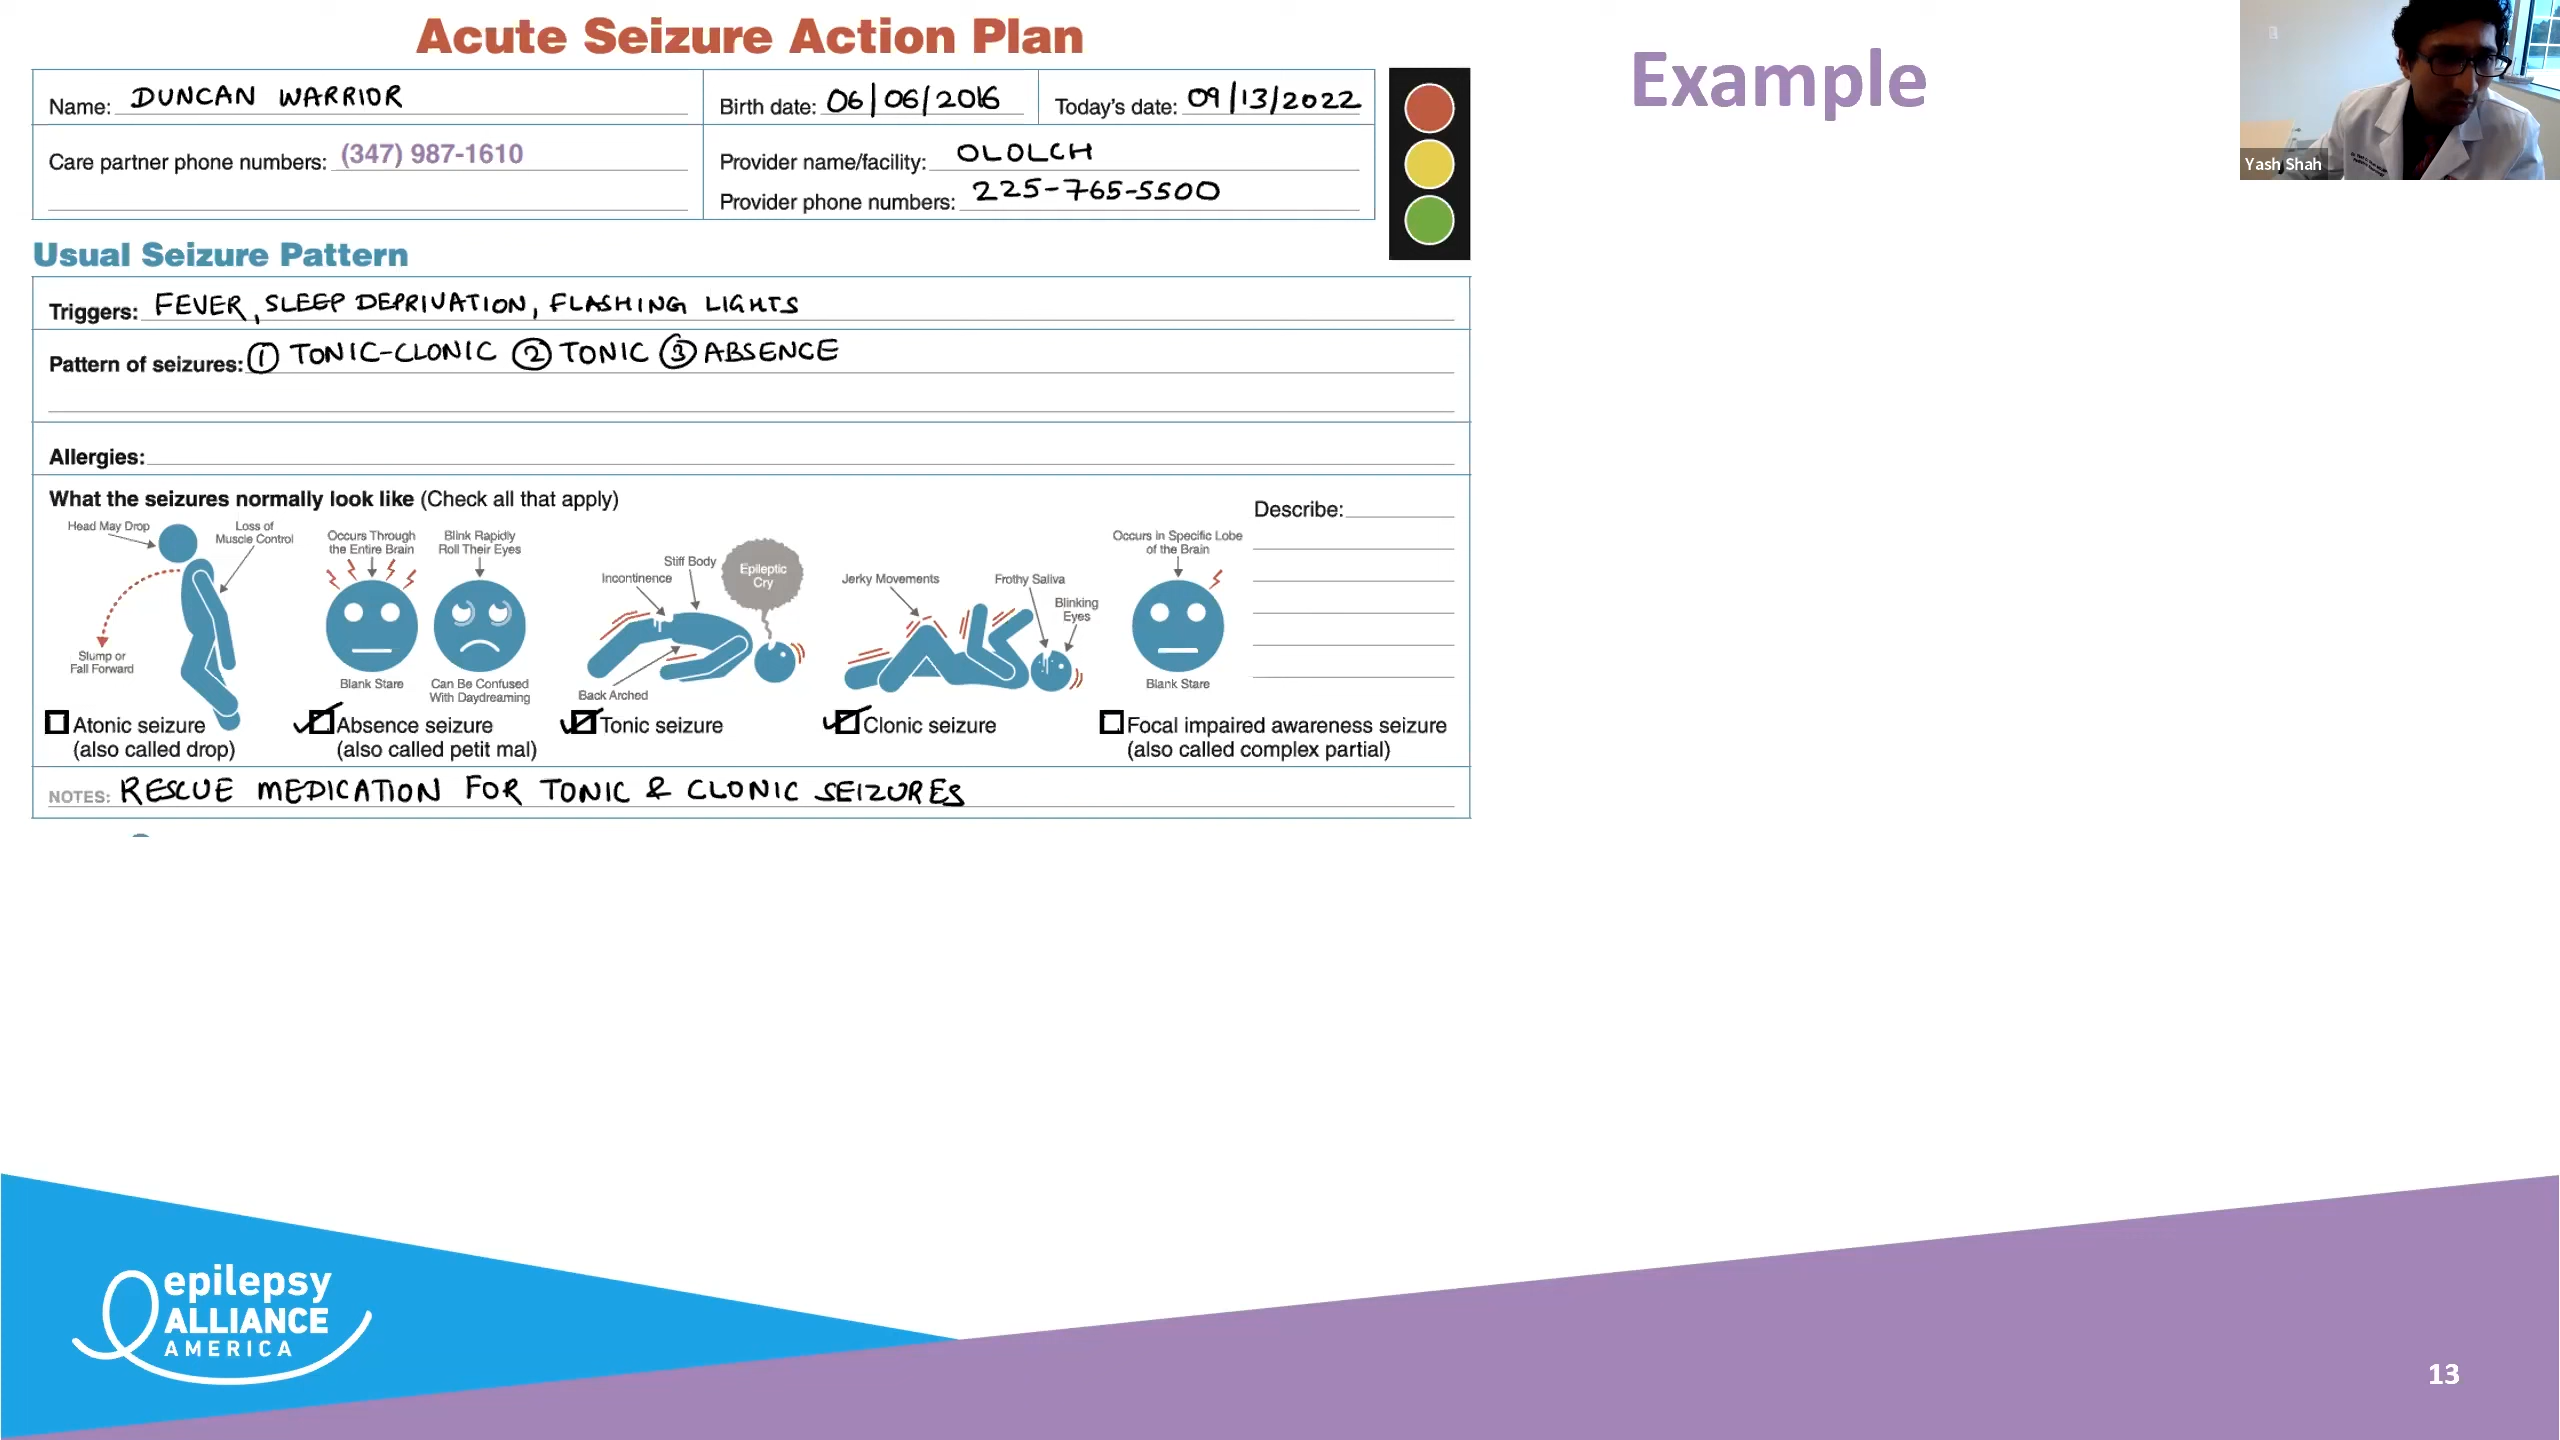 Acute Seizure Action Plan
Example
Name: DUNCAN WARRIOR
Birth date: 06/06/2016
Today's date: 09/13/2022
Care partner phone numbers: (347) 987-1610
Provider name/facility: OLOLCH
Provider phone numbers: 225-765-5500
Yash Shah
Usual Seizure Pattern
Triggers: FEVER, SLEEP DEPRIVATION, FLASHING LIGHTS
Pattern of seizures: ① TONIC-CLONIC ② TONIC ③ ABSENCE
Allergies:
What the seizures normally look like (Check all that apply)
Describe:
Head May Drop
Loss of
Muscle Control
Slump or
Fall Forward
Atonic seizure
(also called drop)
Occurs Through
the Entire Brain
Blink Rapidly
Roll Their Eyes
Blank Stare
Can Be Confused
With Daydreaming
Absence seizure
(also called petit mal)
Incontinence
Stiff Body
Epileptic
Cry
Back Arched
Tonic seizure
Jerky Movements
Frothy Saliva
Blinking
Eyes
Clonic seizure
Occurs in Specific Lobe
of the Brain
Blank Stare
Focal impaired awareness seizure
(also called complex partial)
NOTES: RESCUE MEDICATION FOR TONIC & CLONIC SEIZURES
epilepsy
ALLIANCE
AMERICA
13